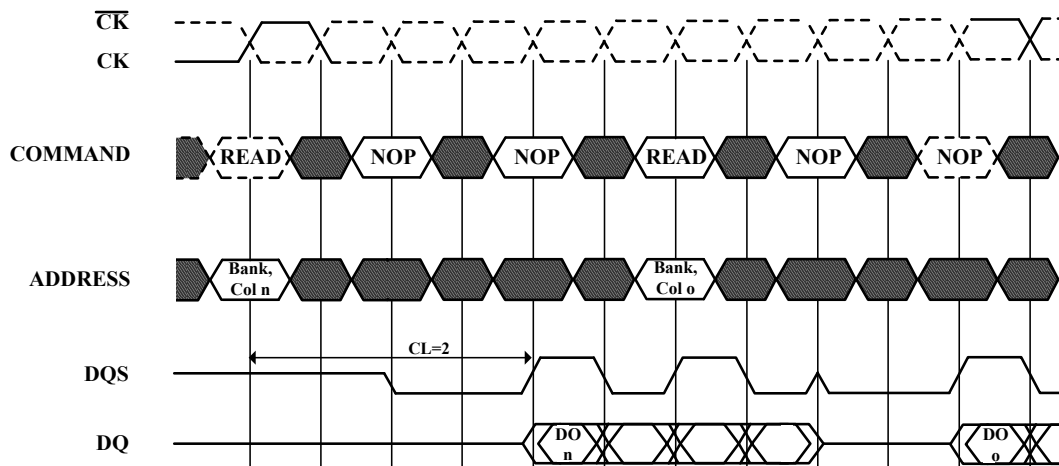 C̅K̅
CK
COMMAND
READ NOP NOP READ NOP NOP
ADDRESS
Bank,
Col n
Bank,
Col o
CL=2
DQS
DQ
DO
n
DO
o